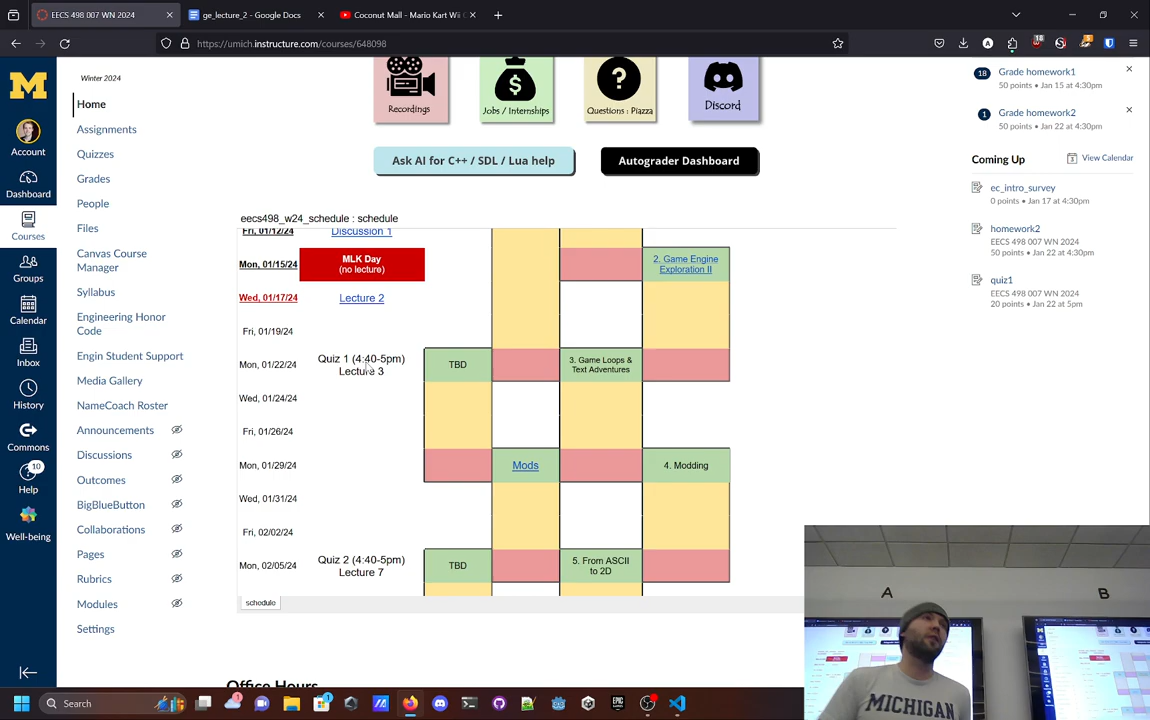 EECS 498 007 WN 2024
ge_lecture_2 - Google Docs
Coconut Mall - Mario Kart Wii
https://umich.instructure.com/courses/648098
18
M
Account
Dashboard
Courses
Groups
Calendar
Inbox
History
Commons
10
Help
Well-being
Winter 2024
Home
Assignments
Quizzes
Grades
People
Files
Canvas Course
Manager
Syllabus
Engineering Honor
Code
Engin Student Support
Media Gallery
NameCoach Roster
Announcements
Discussions
Outcomes
BigBlueButton
Collaborations
Pages
Rubrics
Modules
Settings
Recordings
Jobs / Internships
Questions : Piazza
Discord
Ask AI for C++ / SDL / Lua help
Autograder Dashboard
eecs498_w24_schedule : schedule
Fri, 01/12/24
Discussion 1
Mon, 01/15/24
MLK Day
(no lecture)
2. Game Engine
Exploration II
Wed, 01/17/24
Lecture 2
Fri, 01/19/24
Mon, 01/22/24
Quiz 1 (4:40-5pm)
Lecture 3
TBD
3. Game Loops &
Text Adventures
Wed, 01/24/24
Fri, 01/26/24
Mon, 01/29/24
Mods
4. Modding
Wed, 01/31/24
Fri, 02/02/24
Mon, 02/05/24
Quiz 2 (4:40-5pm)
Lecture 7
TBD
5. From ASCII
to 2D
schedule
Office Hours
18
Grade homework1
50 points • Jan 15 at 4:30pm
1
Grade homework2
50 points • Jan 22 at 4:30pm
Coming Up
View Calendar
ec_intro_survey
0 points • Jan 17 at 4:30pm
homework2
EECS 498 007 WN 2024
50 points • Jan 22 at 4:30pm
quiz1
EECS 498 007 WN 2024
20 points • Jan 22 at 5pm
A
B
MICHIGAN
Search